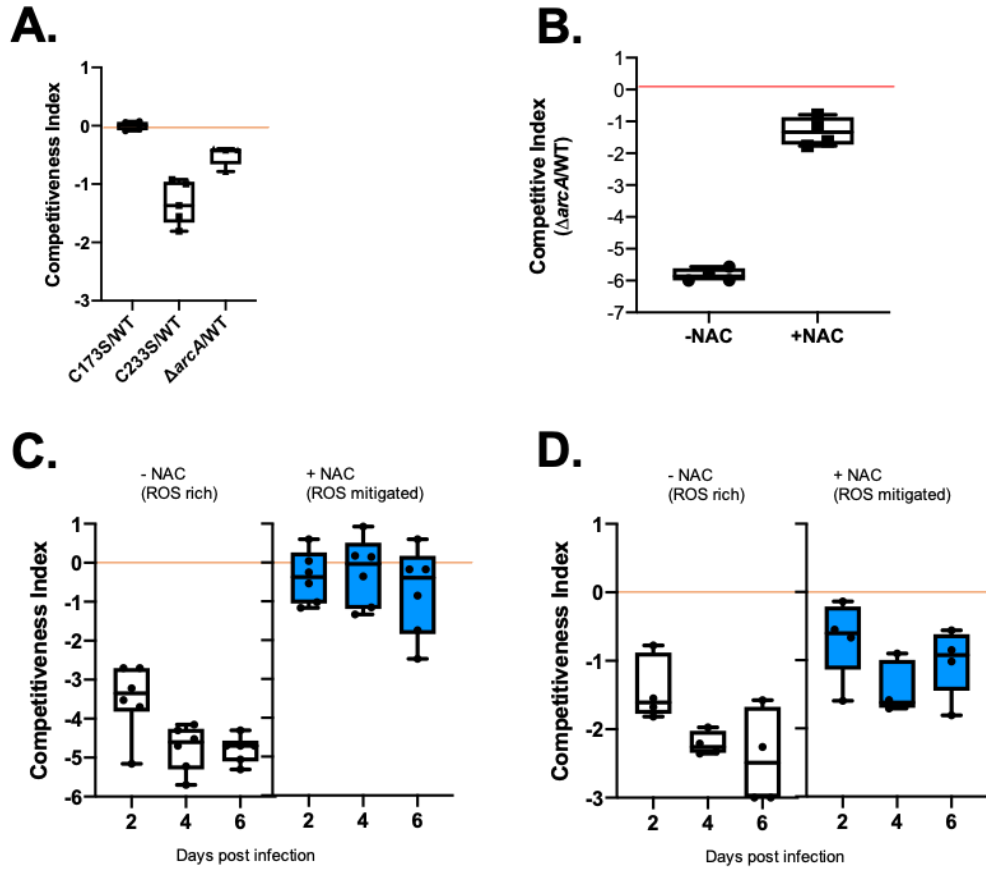 A.
Competitiveness Index
1
0
-1
-2
-3
C173S/WT
C233S/WT
ΔarcA/WT
B.
Competitive Index
(ΔarcA/WT)
1
0
-1
-2
-3
-4
-5
-6
-7
-NAC
+NAC
C.
- NAC
(ROS rich)
+ NAC
(ROS mitigated)
Competitiveness Index
1
0
-1
-2
-3
-4
-5
-6
2
4
6
2
4
6
Days post infection
D.
- NAC
(ROS rich)
+ NAC
(ROS mitigated)
Competitiveness Index
1
0
-1
-2
-3
2
4
6
2
4
6
Days post infection